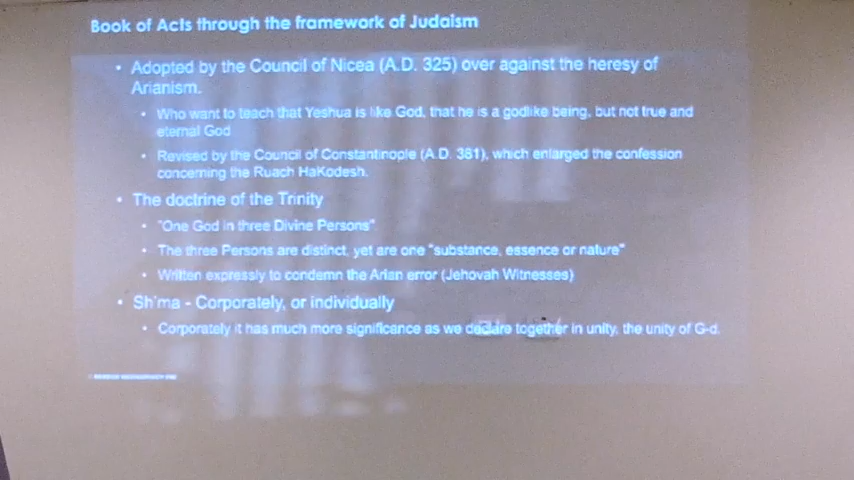 Book of Acts through the framework of Judaism
• Adopted by the Council of Nicea (A.D. 325) over against the heresy of
Arianism.
• Who want to teach that Yeshua is like God, that he is a godlike being, but not true and
eternal God
• Revised by the Council of Constantinople (A.D. 381), which enlarged the confession
concerning the Ruach HaKodesh.
• The doctrine of the Trinity
• "One God in three Divine Persons"
• The three Persons are distinct, yet are one "substance, essence or nature"
• Written expressly to condemn the Arian error (Jehovah Witnesses)
• Sh'ma - Corporately, or individually
• Corporately it has much more significance as we declare together in unity, the unity of G-d.